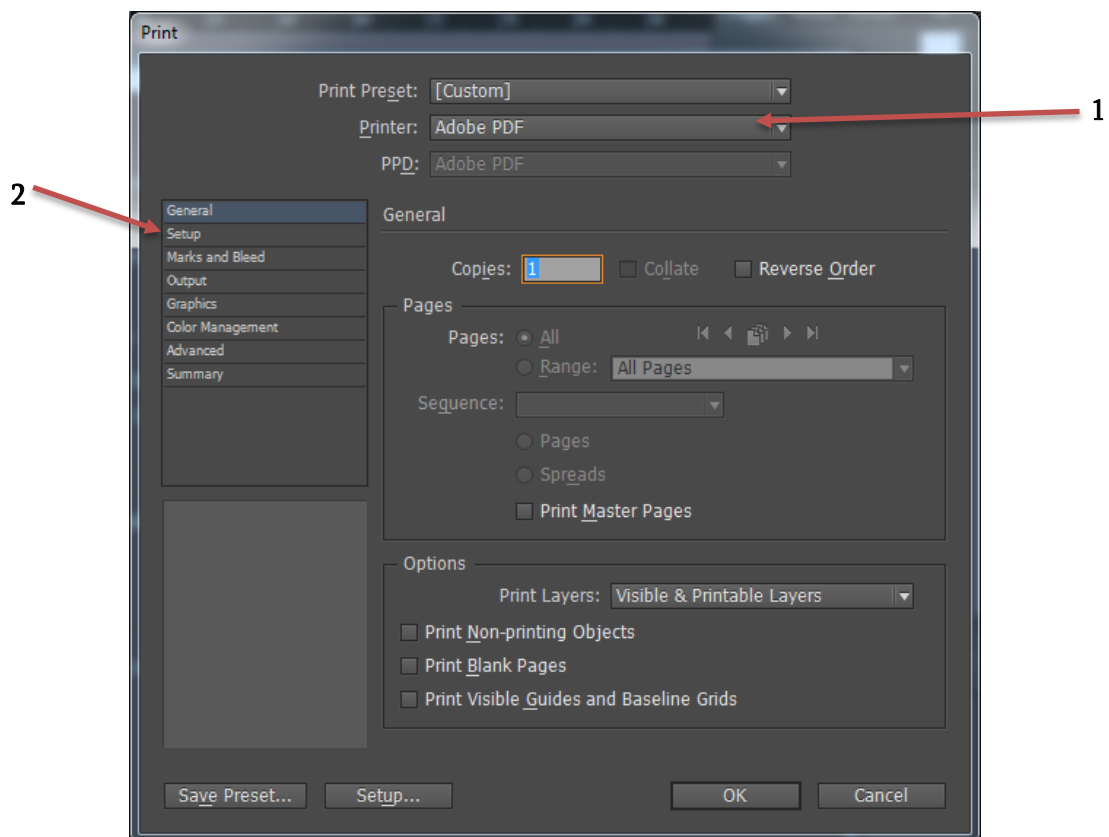 Print
Print Preset: [Custom]
1
Printer: Adobe PDF
PPD: Adobe PDF
2
General
Setup
Marks and Bleed
Output
Graphics
Color Management
Advanced
Summary
General
Copies: 1 Collate Reverse Order
Pages
Pages: All
Range: All Pages
Sequence:
Pages
Spreads
Print Master Pages
Options
Print Layers: Visible & Printable Layers
Print Non-printing Objects
Print Blank Pages
Print Visible Guides and Baseline Grids
Save Preset... Setup... OK Cancel